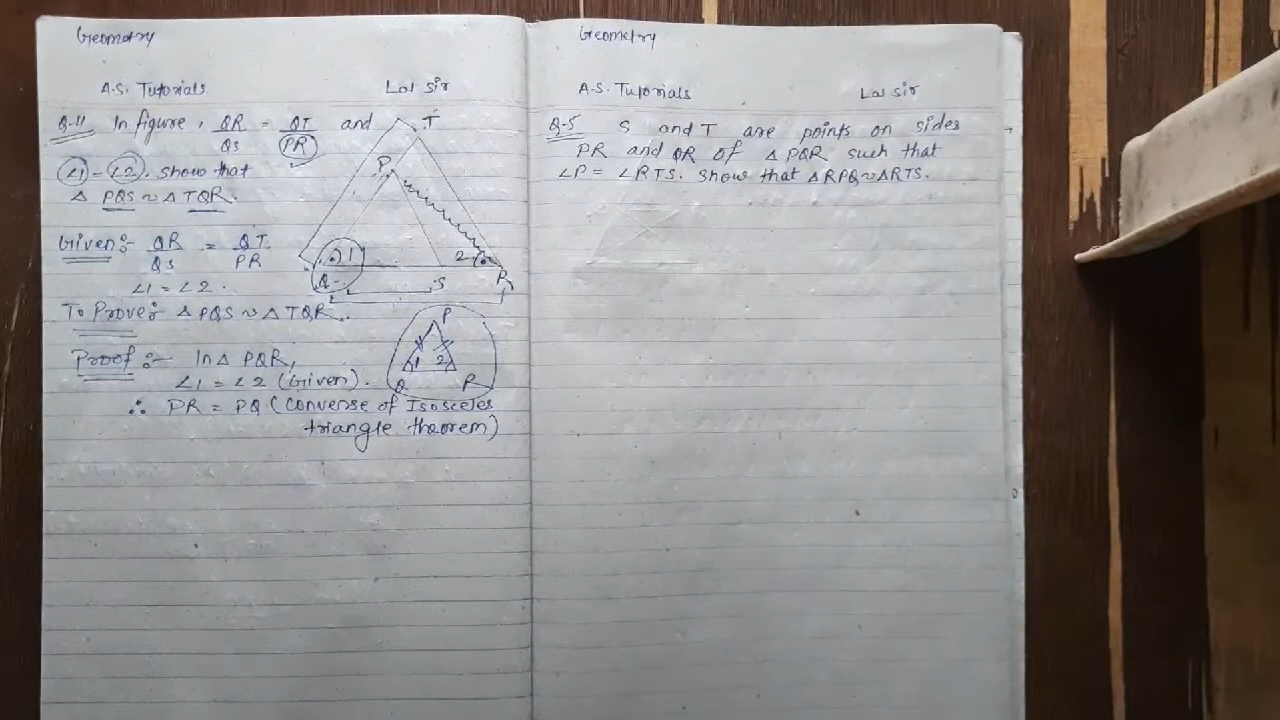 Geometry
A.S. Tutorials Lal Sir
Q.4 In figure, QR/QS = QT/PR and
∠1 = ∠2. Show that
Δ PQS ~ Δ TQR.
T
P
1
2
Q
S
R
Given:- QR/QS = QT/PR
∠1 = ∠2.
To Prove:- Δ PQS ~ Δ TQR.
P
1 2
Q R
Proof :- In Δ PQR,
∠1 = ∠2 (Given).
∴ PR = PQ (Converse of Isosceles
triangle theorem)
Geometry
A.S. Tutorials Lal Sir
Q-5 S and T are points on sides
PR and QR of Δ PQR such that
∠P = ∠RTS. Show that ΔRPQ ~ ΔRTS.